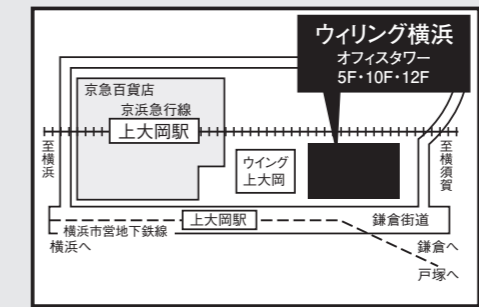 ウィリング横浜
オフィスタワー
5F・10F・12F
京急百貨店
京浜急行線
上大岡駅
至横浜
至横須賀
ウイング
上大岡
上大岡駅
鎌倉街道
横浜市営地下鉄線
横浜へ
鎌倉へ
戸塚へ